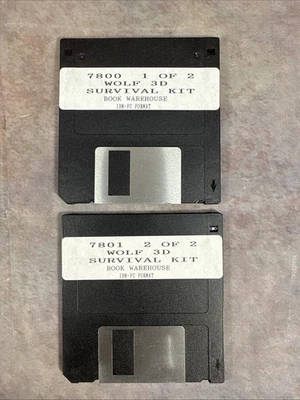 7800 1 OF 2
WOLF 3D
SURVIVAL KIT
BOOK WAREHOUSE
IBM-PC FORMAT
7801 2 OF 2
WOLF 3D
SURVIVAL KIT
BOOK WAREHOUSE
IBM-PC FORMAT